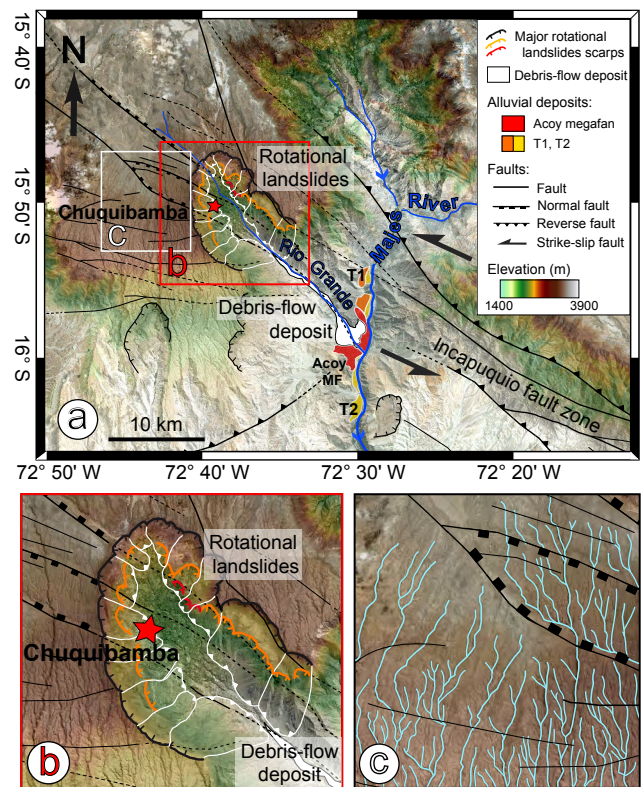 15° 40' S
15° 50' S
16° S
N
Rotational
landslides
Chuquibamba
c
b
Rio Grande
Majes
River
T1
Debris-flow
deposit
Acoy
MF
T2
Incapuquio fault zone
a
10 km
72° 50' W
72° 40' W
72° 30' W
72° 20' W
Major rotational
landslides scarps
Debris-flow deposit
Alluvial deposits:
Acoy megafan
T1, T2
Faults:
Fault
Normal fault
Reverse fault
Strike-slip fault
Elevation (m)
1400 3900
Rotational
landslides
Chuquibamba
Debris-flow
deposit
b
c